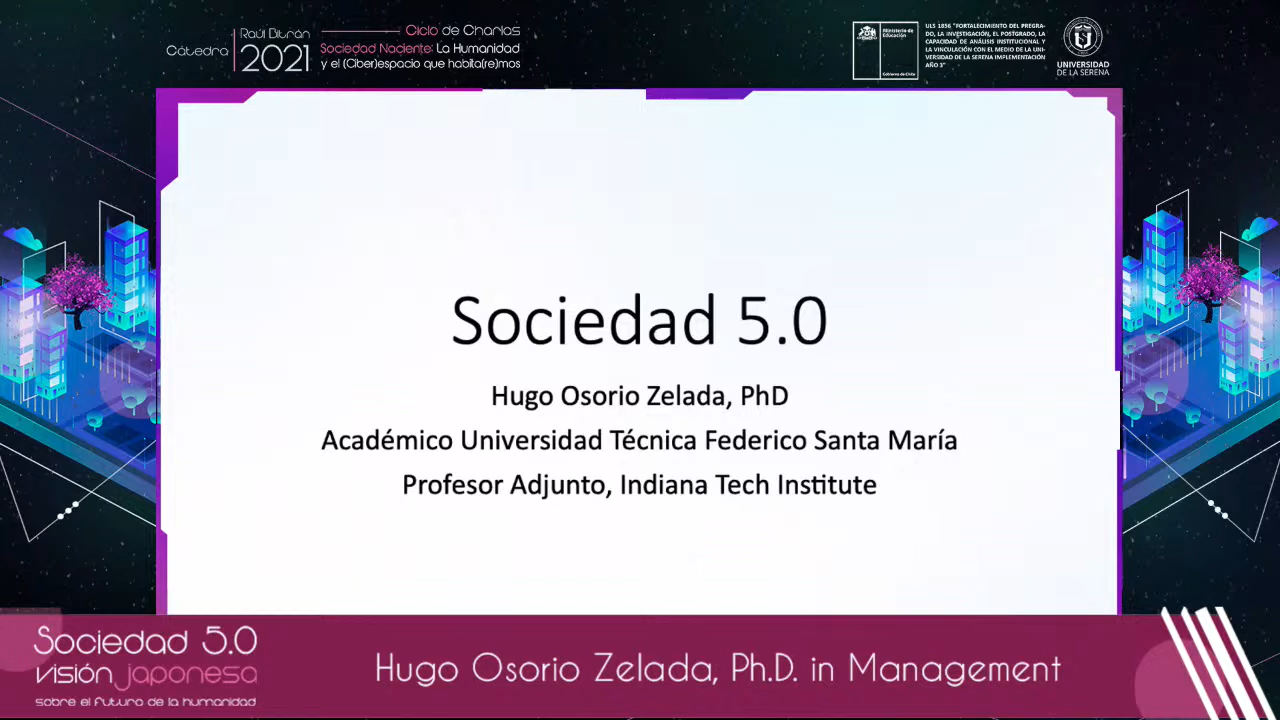 Cátedra
Raúl Bitrán
2021
Ciclo de Charlas
Sociedad Naciente: La Humanidad
y el (Ciber)espacio que habita(re)mos
Ministerio de
Educación
Gobierno de Chile
ULS 1856 "FORTALECIMIENTO DEL PREGRA-
DO, LA INVESTIGACIÓN, EL POSTGRADO, LA
CAPACIDAD DE ANÁLISIS INSTITUCIONAL Y
LA VINCULACIÓN CON EL MEDIO DE LA UNI-
VERSIDAD DE LA SERENA IMPLEMENTACIÓN
AÑO 3"
UNIVERSIDAD
DE LA SERENA
Sociedad 5.0
Hugo Osorio Zelada, PhD
Académico Universidad Técnica Federico Santa María
Profesor Adjunto, Indiana Tech Institute
Sociedad 5.0
visión japonesa
sobre el futuro de la humanidad
Hugo Osorio Zelada, Ph.D. in Management